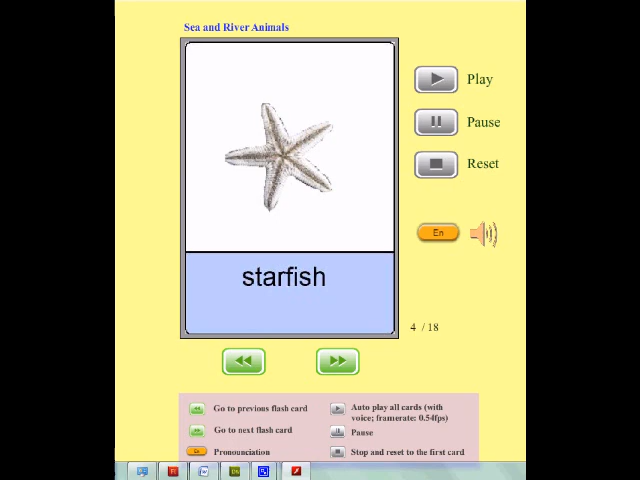 Sea and River Animals
Play
Pause
Reset
En
starfish
4 / 18
Go to previous flash card
Go to next flash card
En
Pronounciation
Auto play all cards (with
voice; framerate: 0.54fps)
Pause
Stop and reset to the first card